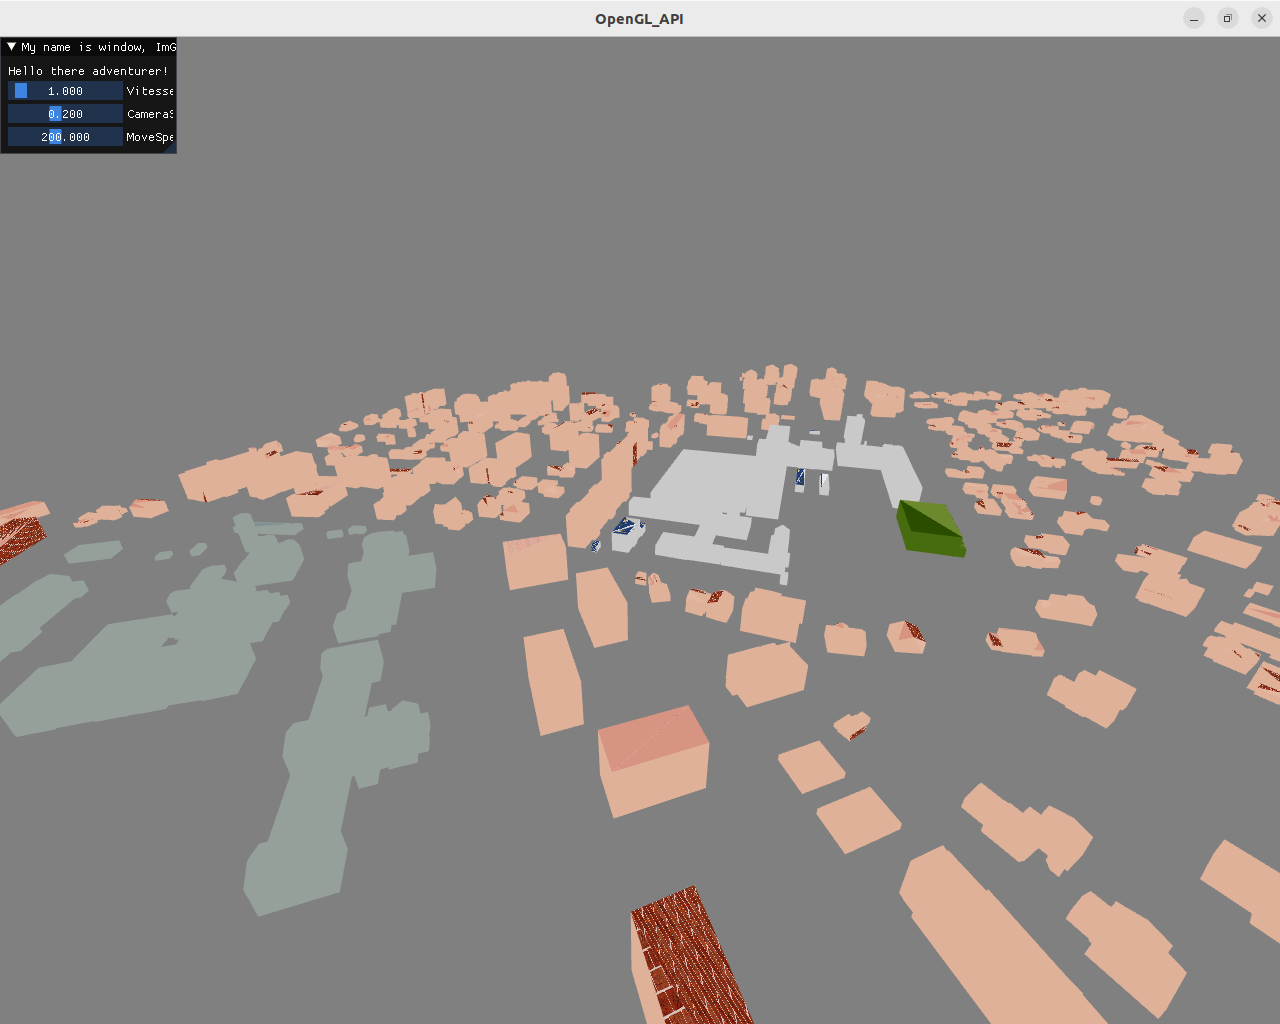 OpenGL_API
My name is window, ImG
Hello there adventurer!
1.000 Vitesse
0.200 CameraS
200.000 MoveSpe